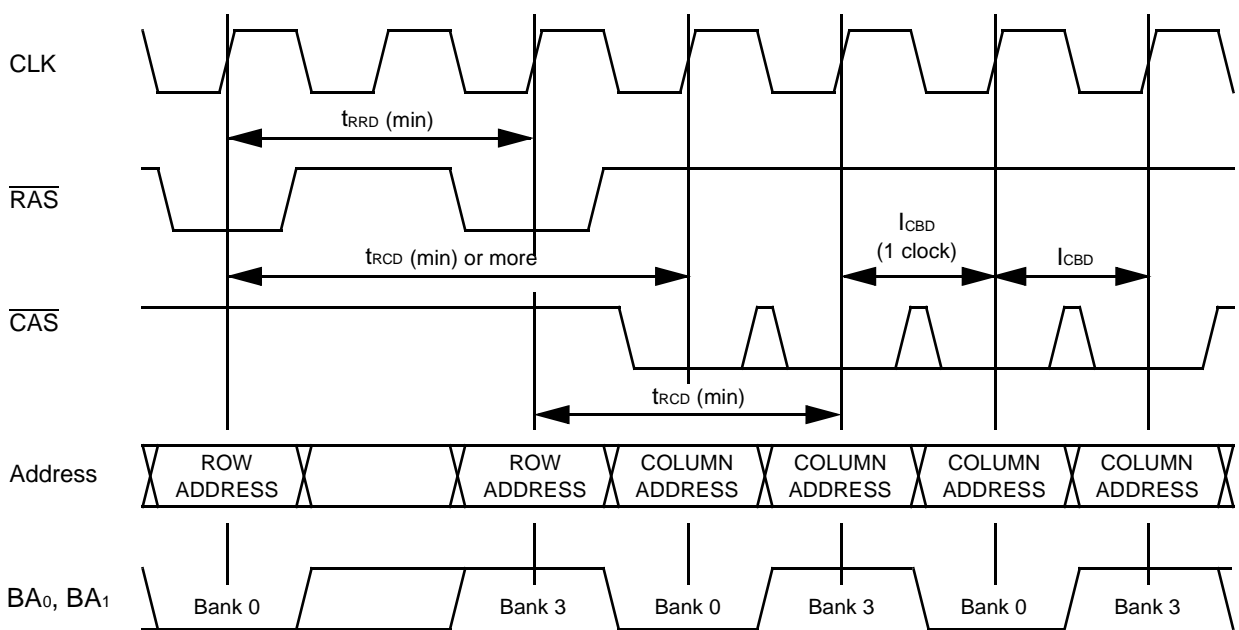 CLK
tRRD (min)
RAS
ICBD
(1 clock)
tRCD (min) or more
ICBD
CAS
tRCD (min)
Address
ROW
ADDRESS
ROW
ADDRESS
COLUMN
ADDRESS
COLUMN
ADDRESS
COLUMN
ADDRESS
COLUMN
ADDRESS
BA0, BA1
Bank 0
Bank 3
Bank 0
Bank 3
Bank 0
Bank 3